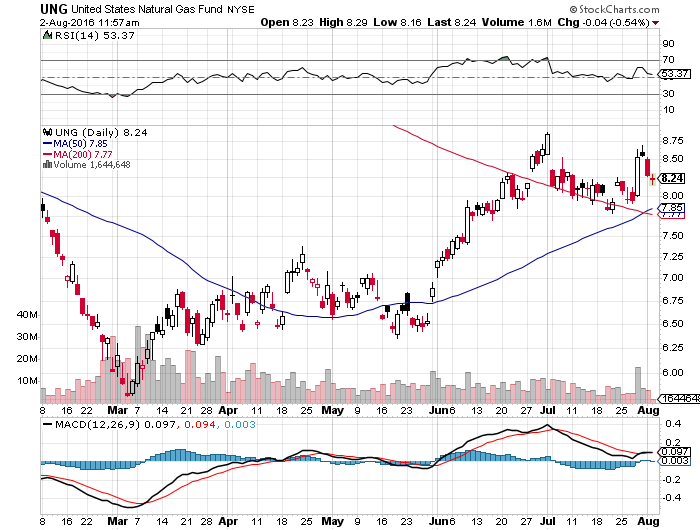 UNG United States Natural Gas Fund NYSE © StockCharts.com
2-Aug-2016 11:57am Open 8.23 High 8.29 Low 8.16 Last 8.24 Volume 1.6M Chg -0.04 (-0.54%)
RSI(14) 53.37
90
70
53.37
30
10
UNG (Daily) 8.24
MA(50) 7.85
MA(200) 7.77
Volume 1,644,648
8.75
8.50
8.24
8.00
7.85
7.77
7.50
7.25
7.00
6.75
6.50
6.25
6.00
40M
30M
20M
10M
1644648
8 16 22 Mar 7 14 21 28 Apr 11 18 25 May 9 16 23 Jun 6 13 20 27 Jul 11 18 25 Aug
MACD(12,26,9) 0.097, 0.094, 0.003
0.4
0.2
0.097
0.003
-0.2
-0.4
8 16 22 Mar 7 14 21 28 Apr 11 18 25 May 9 16 23 Jun 6 13 20 27 Jul 11 18 25 Aug